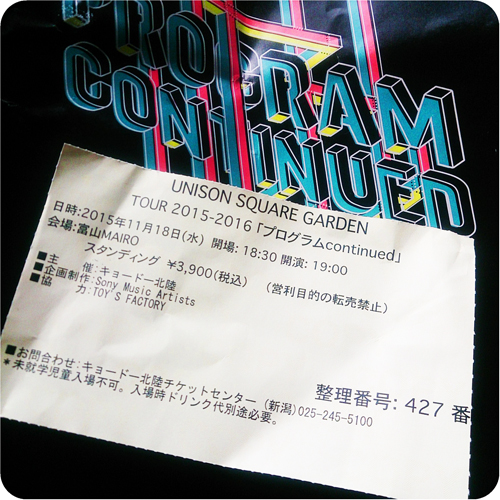 PROGRAM
CONTINUED
UNISON SQUARE GARDEN
TOUR 2015-2016「プログラムcontinued」
日時:2015年11月18日(水) 開場: 18:30 開演: 19:00
会場:富山MAIRO
スタンディング ¥3,900(税込) (営利目的の転売禁止)
■主 催:キョードー北陸
■企画制作:Sony Music Artists
■協 力:TOY'S FACTORY
整理番号: 427 番
■お問合わせ:キョードー北陸チケットセンター (新潟)025-245-5100
*未就学児童入場不可。入場時ドリンク代別途必要。